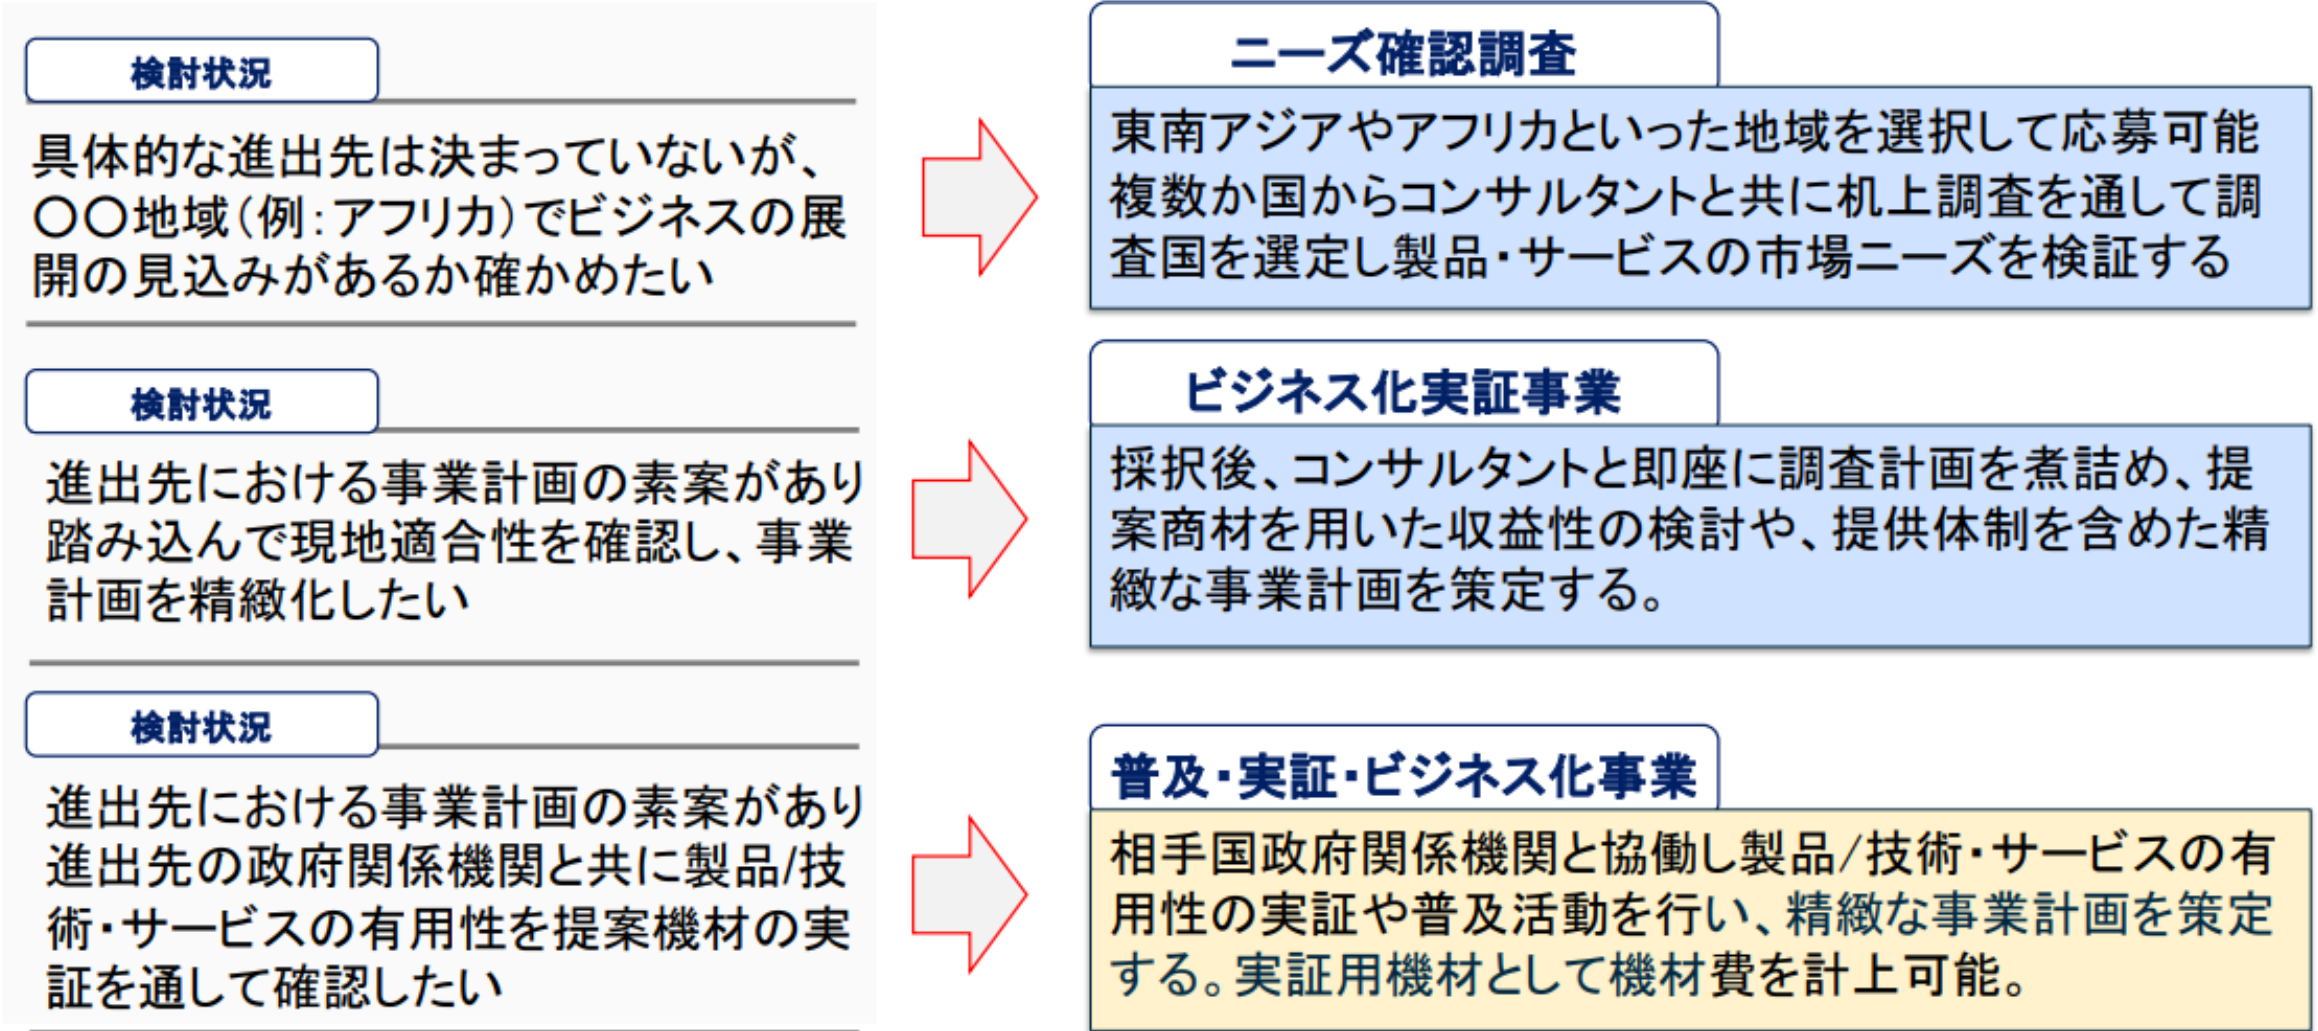 検討状況
具体的な進出先は決まっていないが、
〇〇地域(例:アフリカ)でビジネスの展
開の見込みがあるか確かめたい
ニーズ確認調査
東南アジアやアフリカといった地域を選択して応募可能
複数か国からコンサルタントと共に机上調査を通して調
査国を選定し製品・サービスの市場ニーズを検証する
検討状況
進出先における事業計画の素案があり
踏み込んで現地適合性を確認し、事業
計画を精緻化したい
ビジネス化実証事業
採択後、コンサルタントと即座に調査計画を煮詰め、提
案商材を用いた収益性の検討や、提供体制を含めた精
緻な事業計画を策定する。
検討状況
進出先における事業計画の素案があり
進出先の政府関係機関と共に製品/技
術・サービスの有用性を提案機材の実
証を通して確認したい
普及・実証・ビジネス化事業
相手国政府関係機関と協働し製品/技術・サービスの有
用性の実証や普及活動を行い、精緻な事業計画を策定
する。実証用機材として機材費を計上可能。